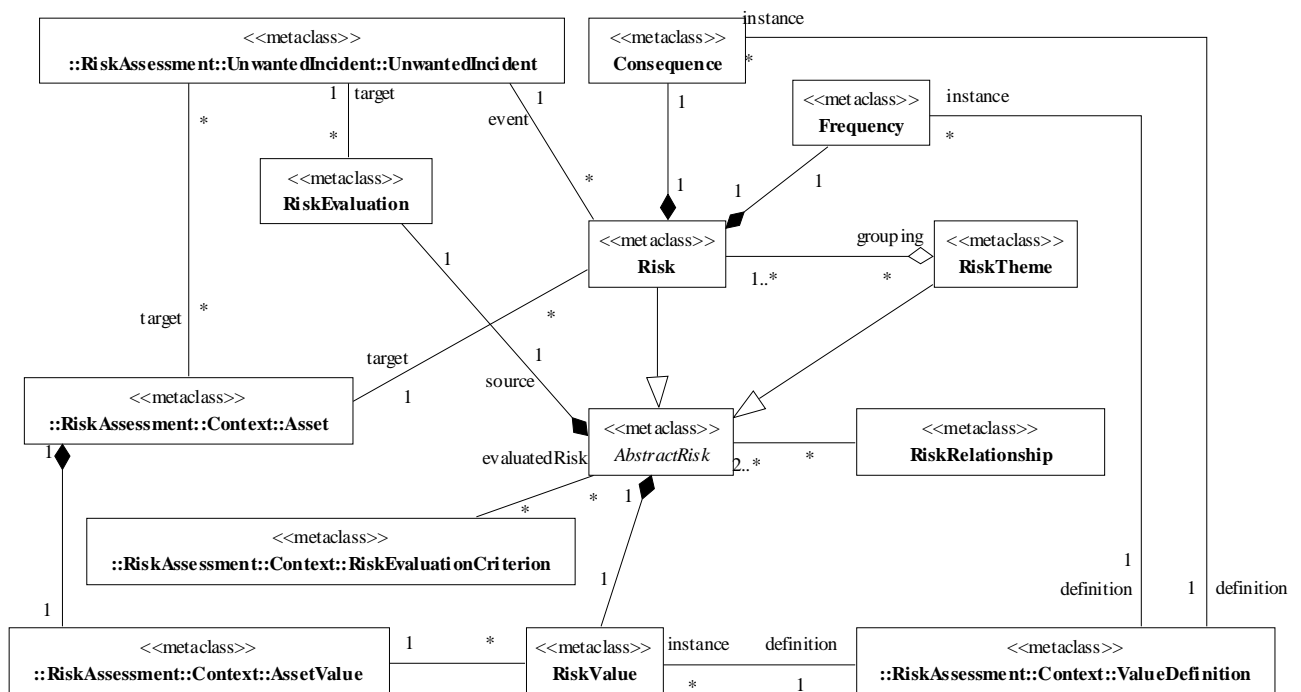 instance
<<metaclass>>
::RiskAssessment::UnwantedIncident::UnwantedIncident
<<metaclass>>
Consequence
*
1
target
1
1
instance
*
event
<<metaclass>>
Frequency
*
*
<<metaclass>>
RiskEvaluation
*
1
1
1
<<metaclass>>
Risk
grouping
<<metaclass>>
RiskTheme
1
1..*
*
target
*
*
target
1
1
source
<<metaclass>>
::RiskAssessment::Context::Asset
1
<<metaclass>>
AbstractRisk
<<metaclass>>
RiskRelationship
evaluatedRisk
2..*
*
*
1
*
<<metaclass>>
::RiskAssessment::Context::RiskEvaluationCriterion
1
definition
1
definition
1
1
<<metaclass>>
::RiskAssessment::Context::AssetValue
1
*
<<metaclass>>
RiskValue
instance
definition
*
1
<<metaclass>>
::RiskAssessment::Context::ValueDefinition